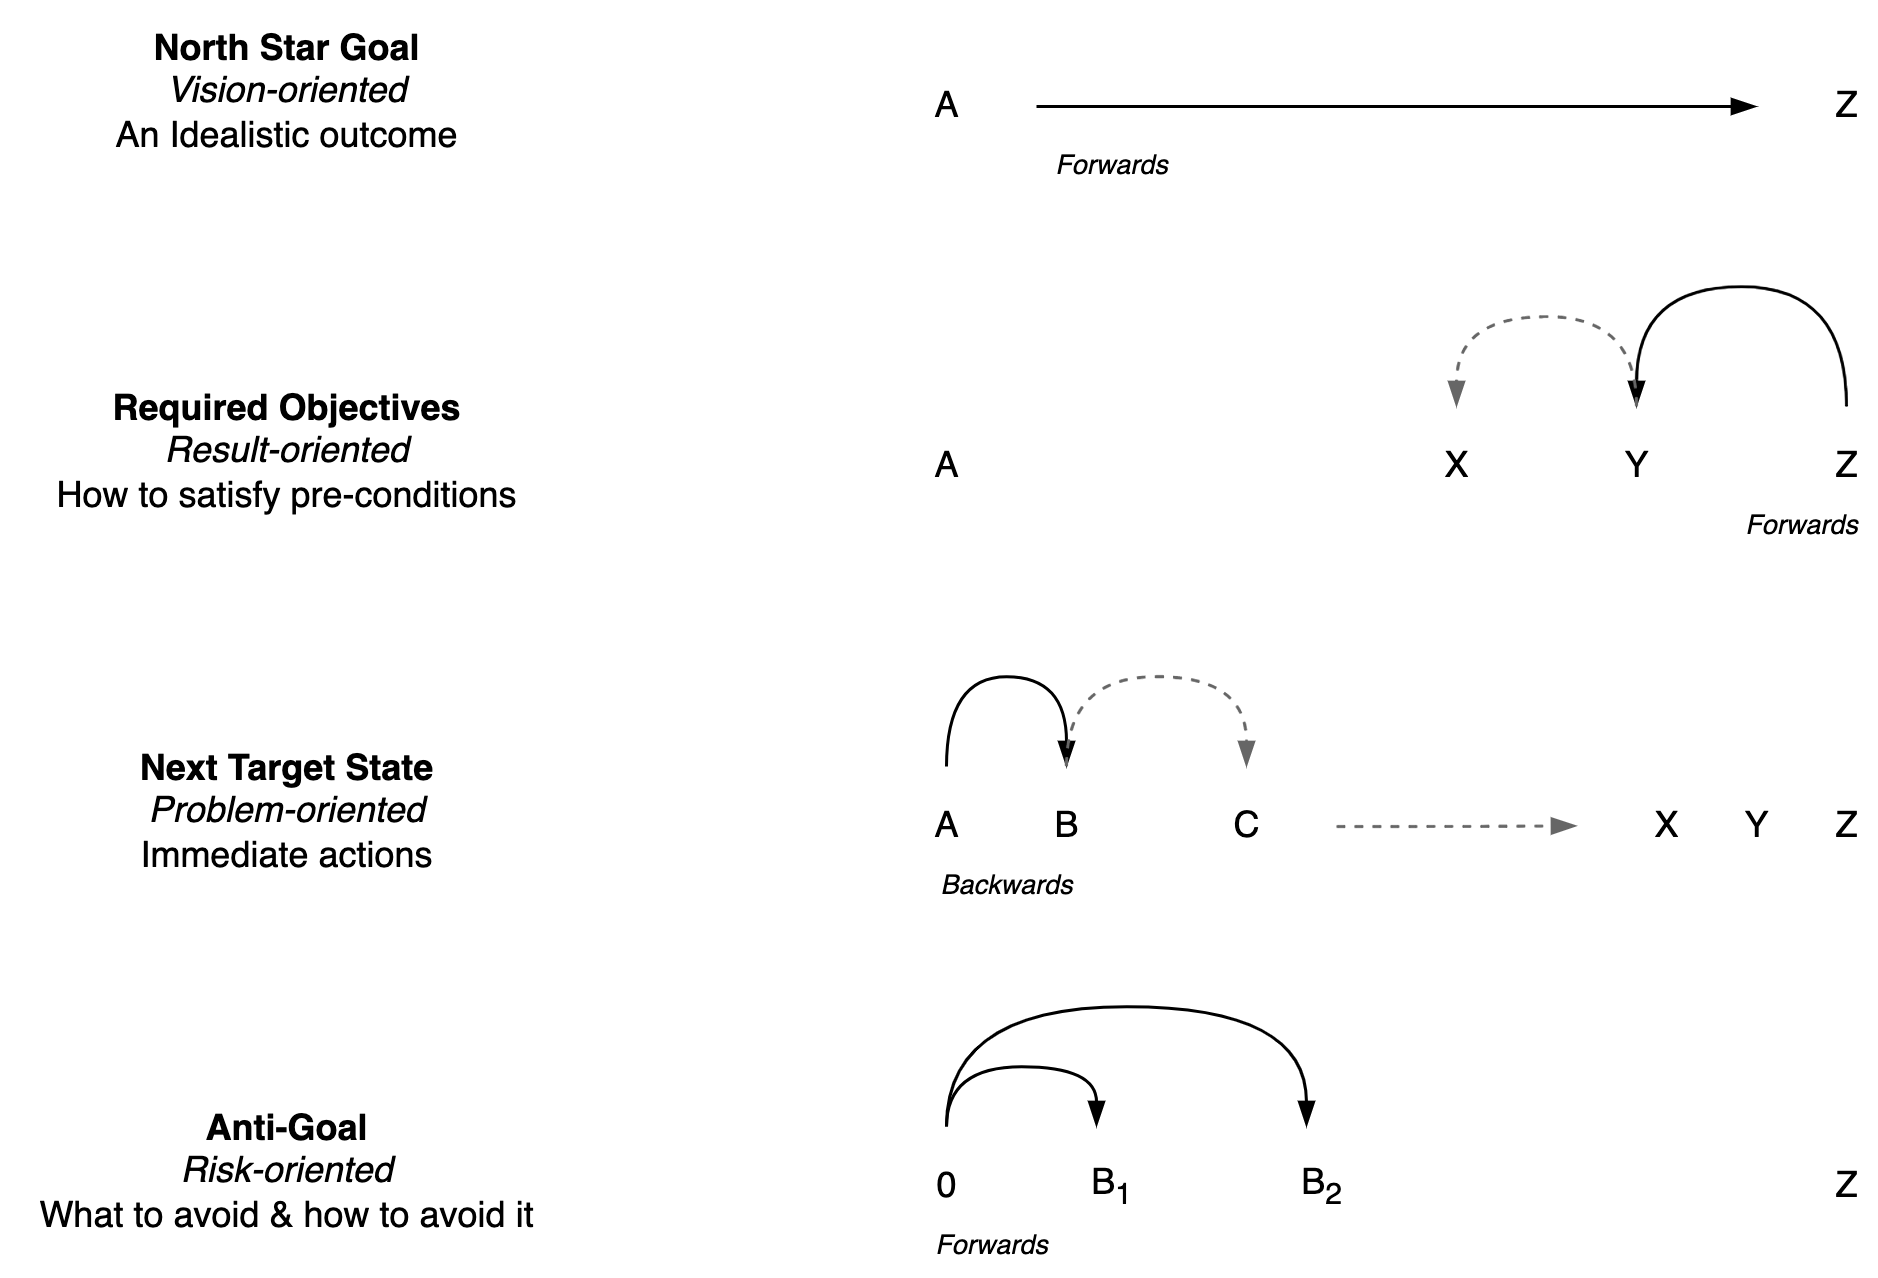 North Star Goal
Vision-oriented
An Idealistic outcome
A Z
Forwards
Required Objectives
Result-oriented
How to satisfy pre-conditions
A X Y Z
Forwards
Next Target State
Problem-oriented
Immediate actions
A B C X Y Z
Backwards
Anti-Goal
Risk-oriented
What to avoid & how to avoid it
0 B1 B2 Z
Forwards